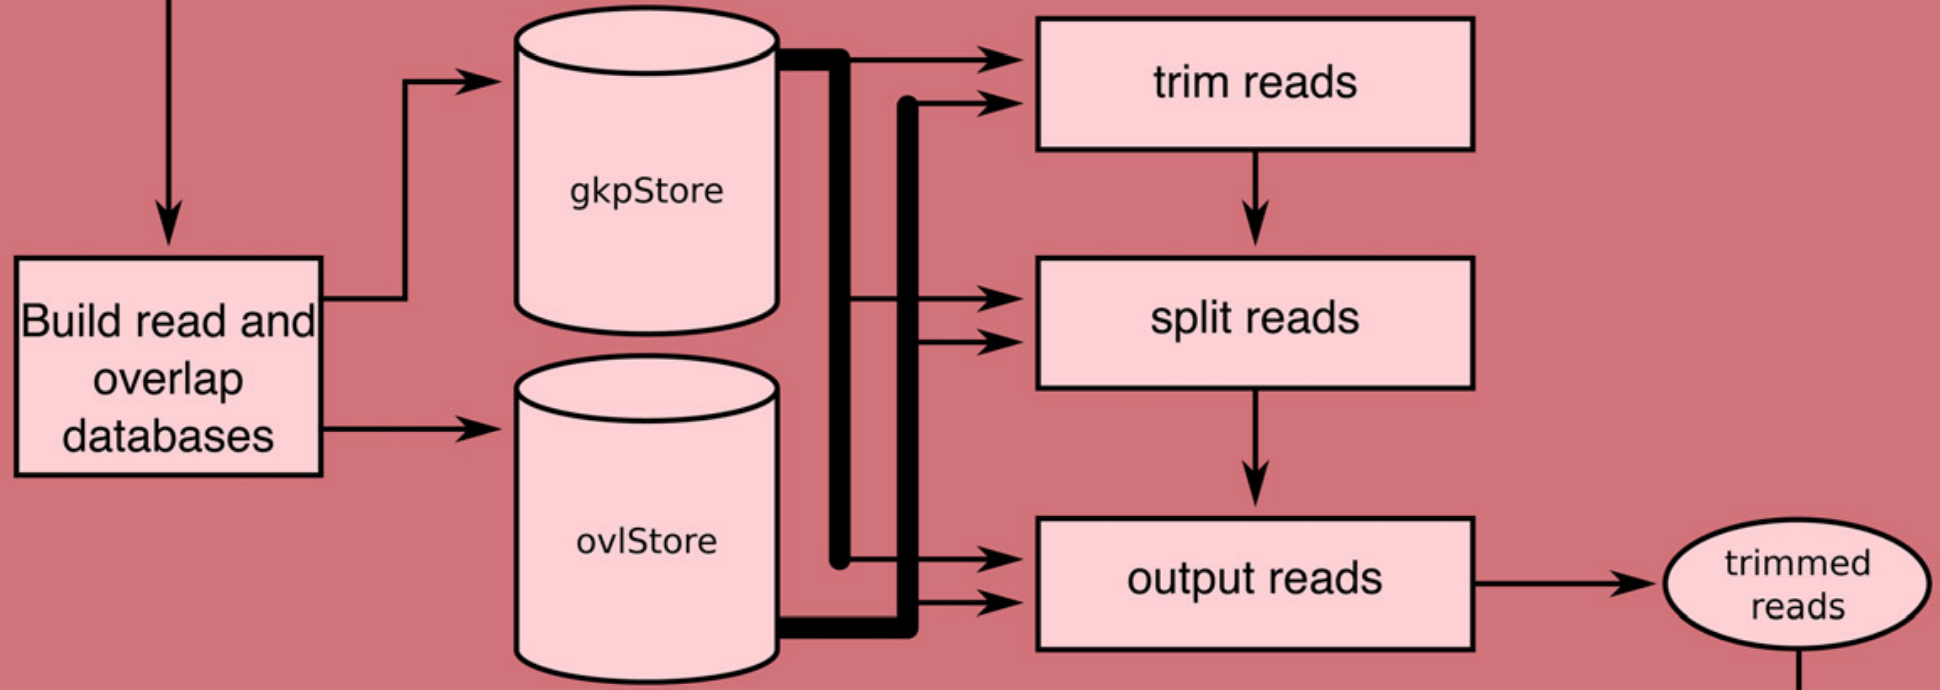 Build read and
overlap
databases
gkpStore
ovlStore
trim reads
split reads
output reads
trimmed
reads